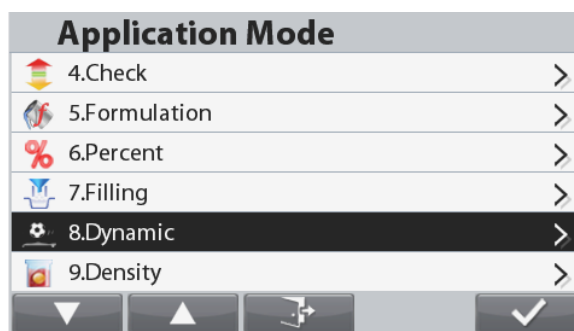 Application Mode
4.Check
5.Formulation
6.Percent
7.Filling
8.Dynamic
9.Density